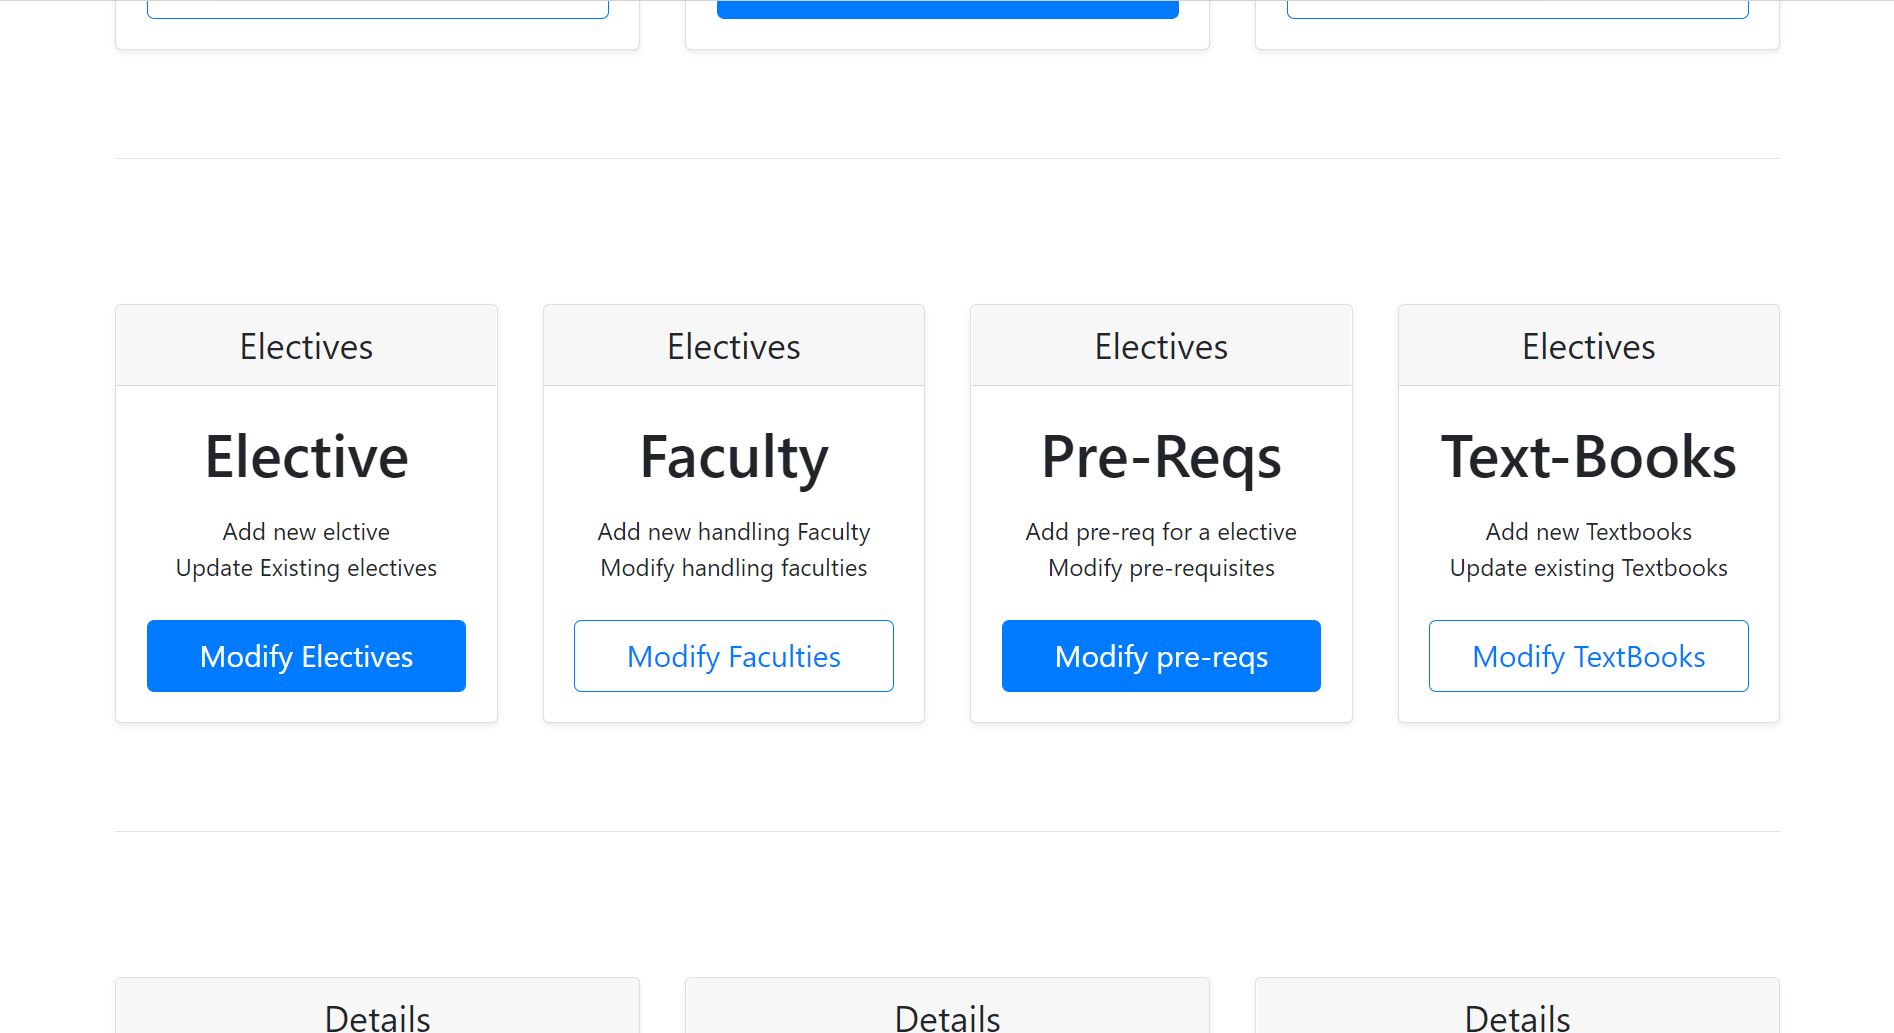 Electives
Elective
Add new elctive
Update Existing electives
Modify Electives
Electives
Faculty
Add new handling Faculty
Modify handling faculties
Modify Faculties
Electives
Pre-Reqs
Add pre-req for a elective
Modify pre-requisites
Modify pre-reqs
Electives
Text-Books
Add new Textbooks
Update existing Textbooks
Modify TextBooks
Details
Details
Details